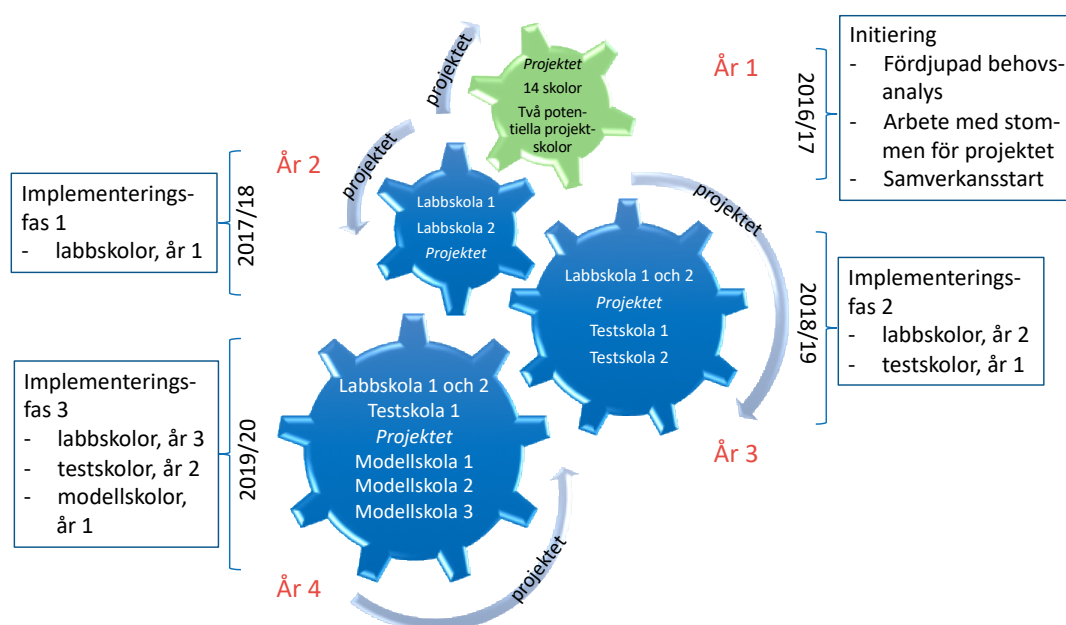 År 1
2016/17
Initiering
- Fördjupad behovs-
analys
- Arbete med stom-
men för projektet
- Samverkansstart
projektet
Projektet
14 skolor
Två poten-
tiella projekt-
skolor
projektet
År 2
2017/18
Implementerings-
fas 1
- labbskolor, år 1
Labbskola 1
Labbskola 2
Projektet
projektet
År 3
2018/19
Implementerings-
fas 2
- labbskolor, år 2
- testskolor, år 1
Labbskola 1 och 2
Projektet
Testskola 1
Testskola 2
År 4
2019/20
Implementerings-
fas 3
- labbskolor, år 3
- testskolor, år 2
- modellskolor,
år 1
Labbskola 1 och 2
Testskola 1
Projektet
Modellskola 1
Modellskola 2
Modellskola 3
projektet